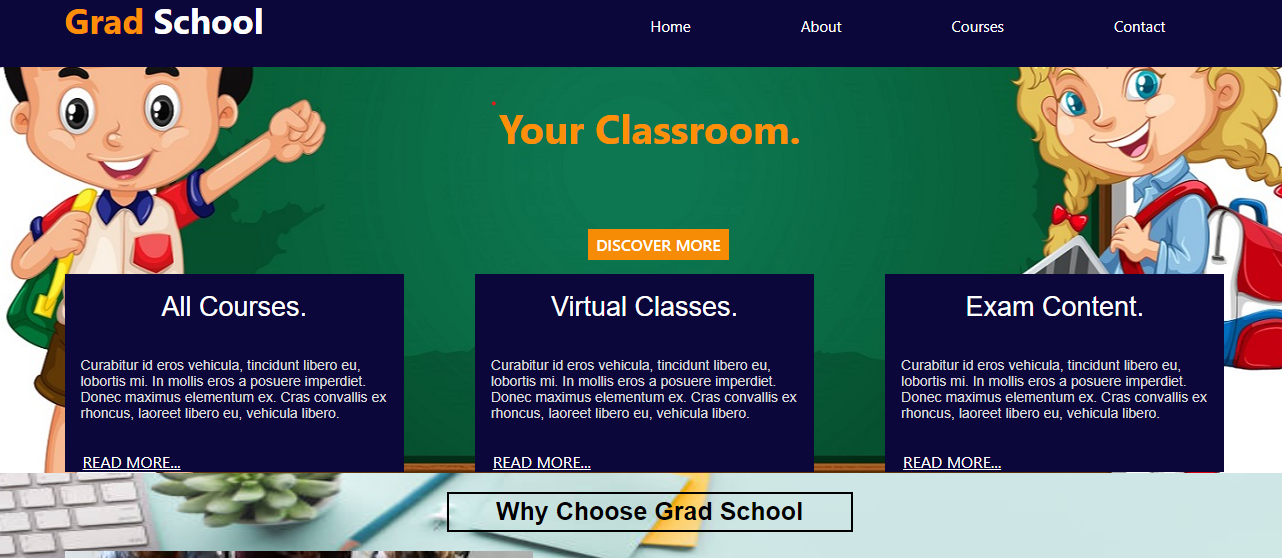 Grad School
Home
About
Courses
Contact
Your Classroom.
DISCOVER MORE
All Courses.
Curabitur id eros vehicula, tincidunt libero eu,
lobortis mi. In mollis eros a posuere imperdiet.
Donec maximus elementum ex. Cras convallis ex
rhoncus, laoreet libero eu, vehicula libero.
READ MORE...
Virtual Classes.
Curabitur id eros vehicula, tincidunt libero eu,
lobortis mi. In mollis eros a posuere imperdiet.
Donec maximus elementum ex. Cras convallis ex
rhoncus, laoreet libero eu, vehicula libero.
READ MORE...
Exam Content.
Curabitur id eros vehicula, tincidunt libero eu,
lobortis mi. In mollis eros a posuere imperdiet.
Donec maximus elementum ex. Cras convallis ex
rhoncus, laoreet libero eu, vehicula libero.
READ MORE...
Why Choose Grad School